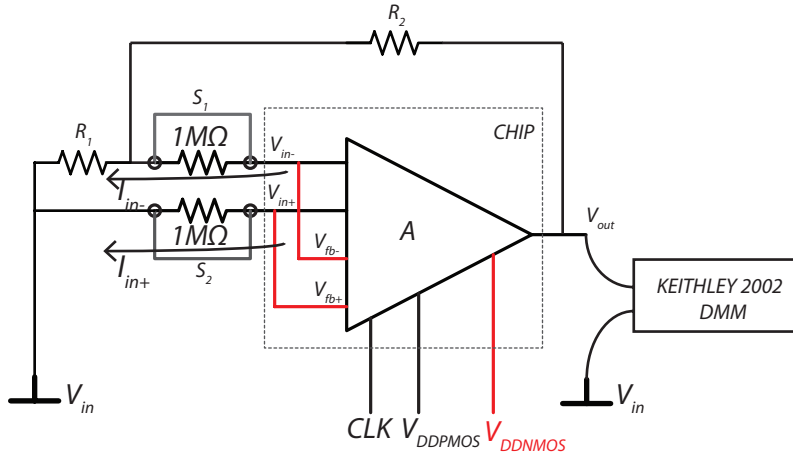 R2
S1
R1
1MΩ
CHIP
Vin-
Iin-
Vin+
1MΩ
A
Vout
Vfb-
Iin+
S2
Vfb+
KEITHLEY 2002
DMM
Vin
Vin
CLK
VDDPMOS
VDDNMOS